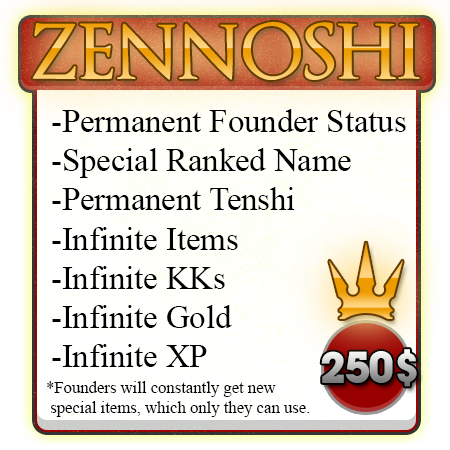 ZENNOSHI
-Permanent Founder Status
-Special Ranked Name
-Permanent Tenshi
-Infinite Items
-Infinite KKs
-Infinite Gold
-Infinite XP
250$
*Founders will constantly get new
special items, which only they can use.